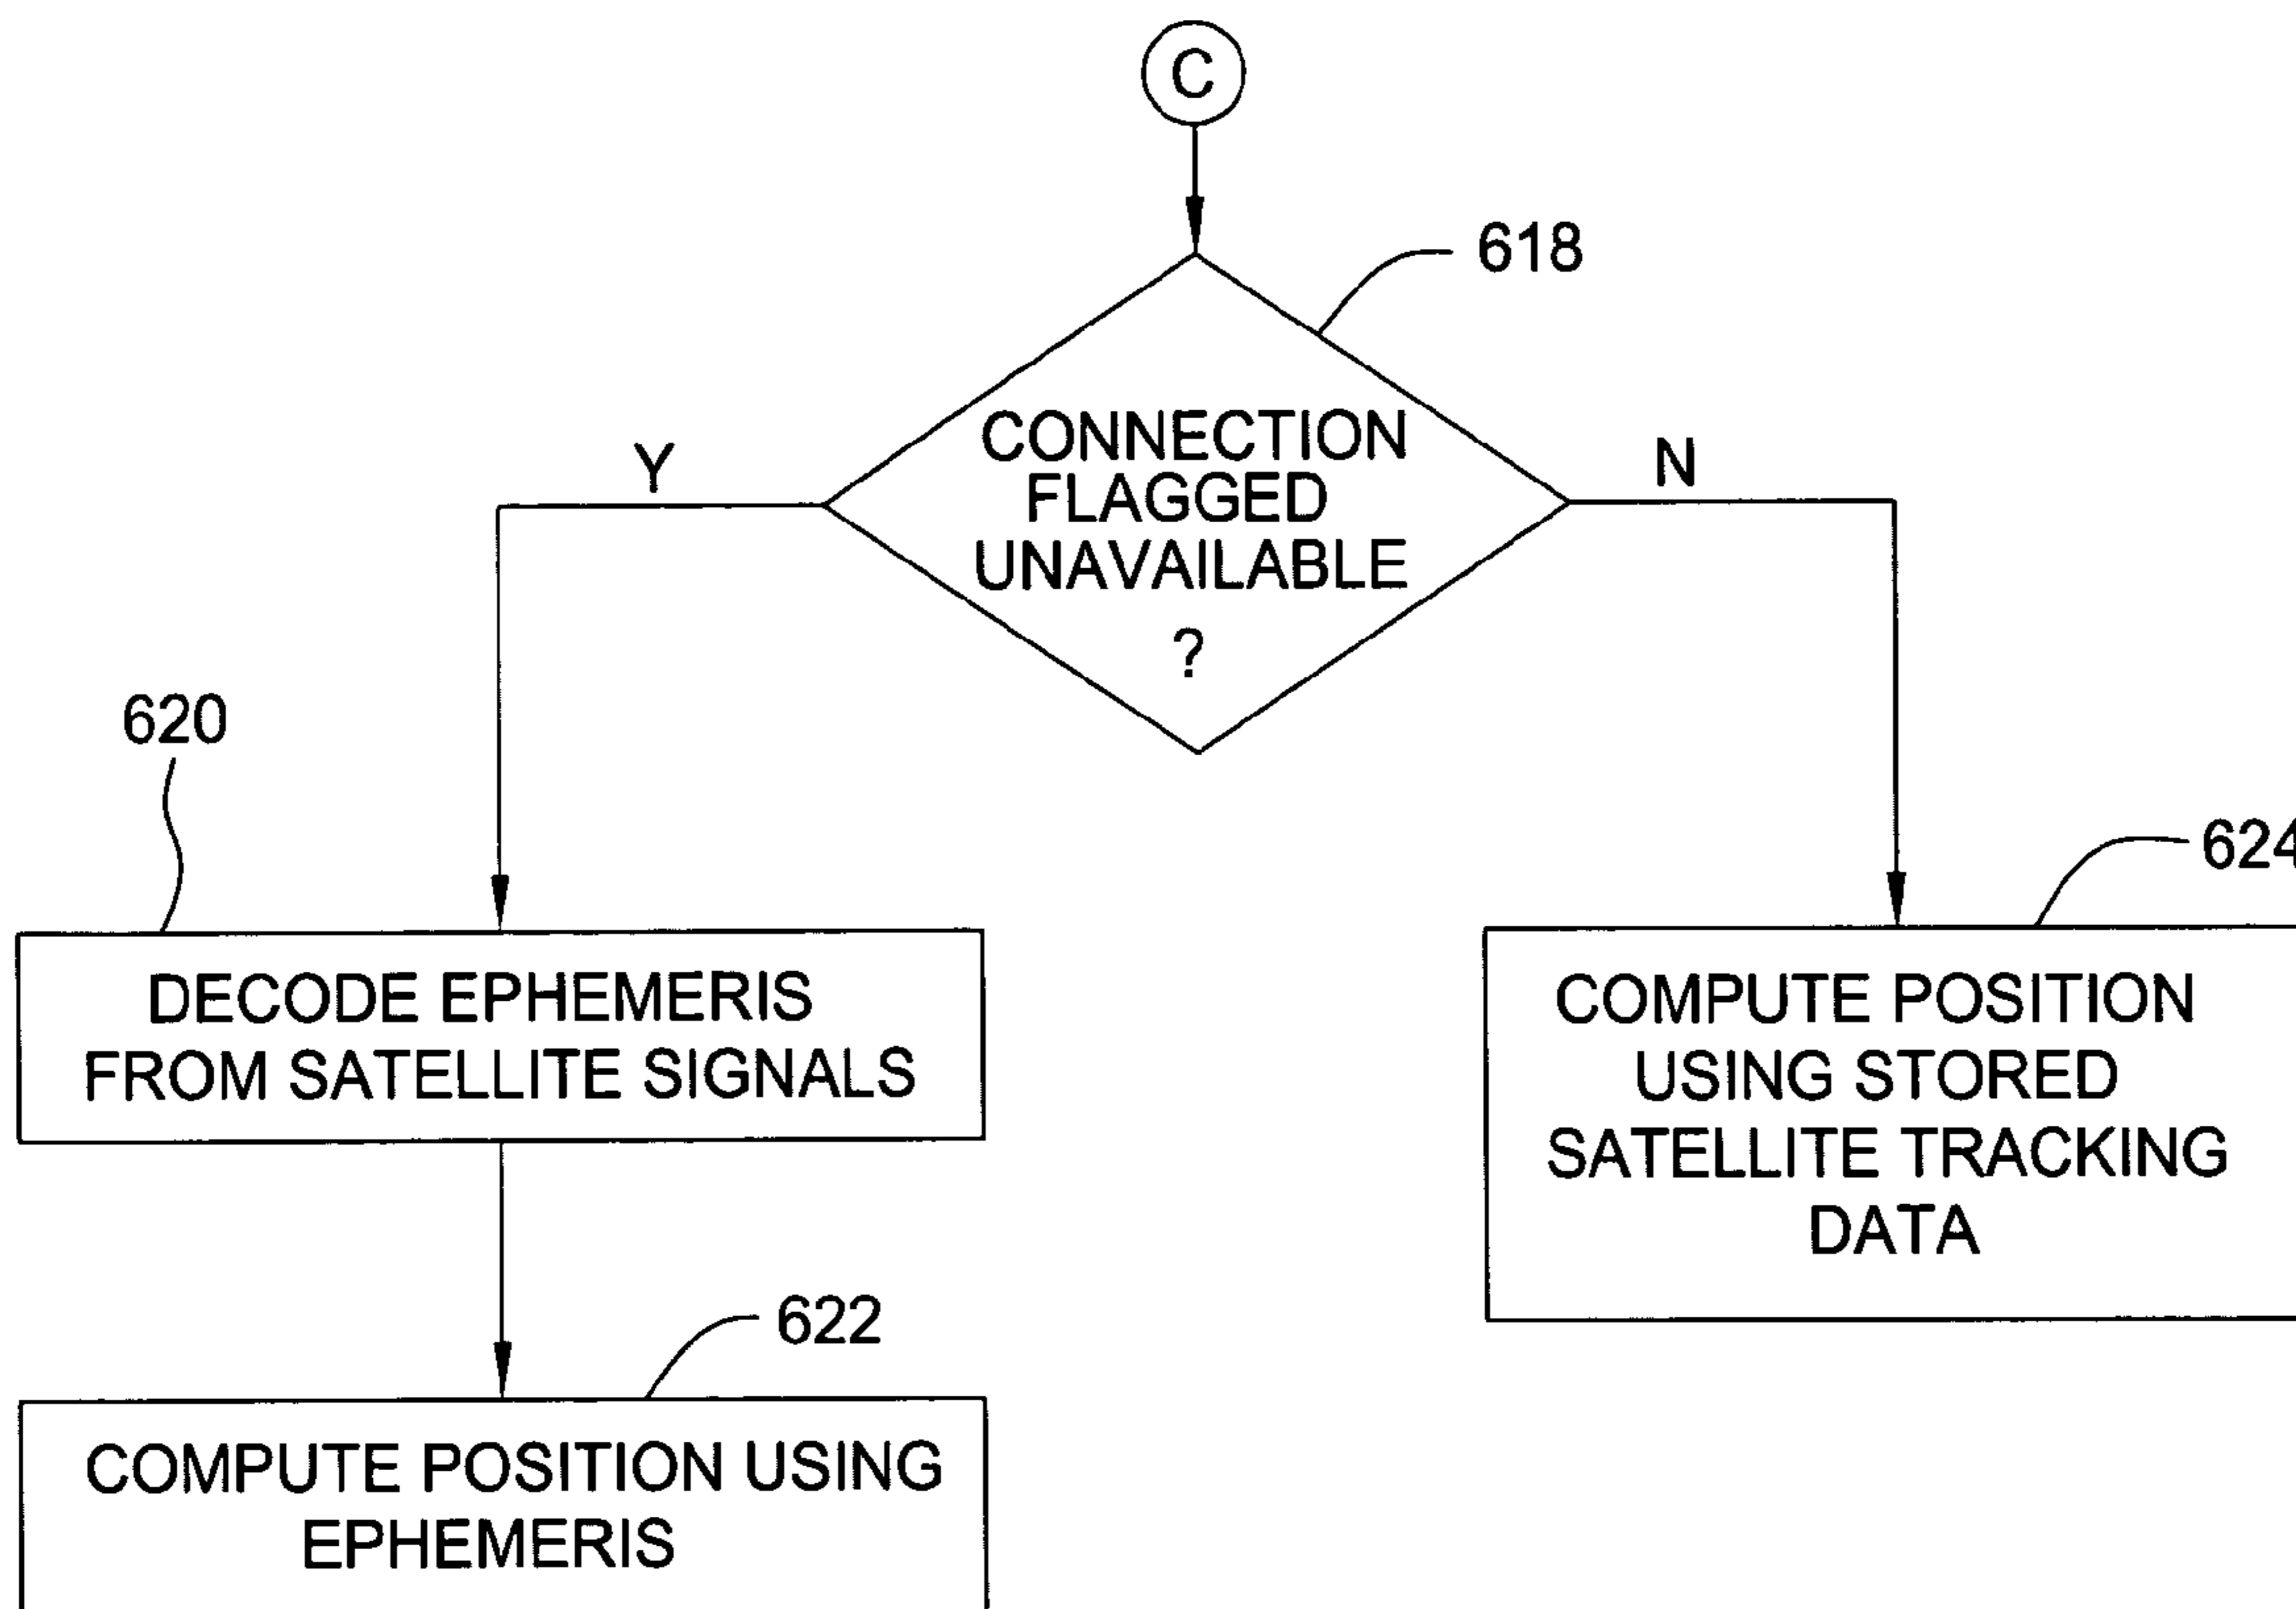 C
618
CONNECTION
FLAGGED
UNAVAILABLE
?
Y
N
620
624
DECODE EPHEMERIS
FROM SATELLITE SIGNALS
COMPUTE POSITION
USING STORED
SATELLITE TRACKING
DATA
622
COMPUTE POSITION USING
EPHEMERIS